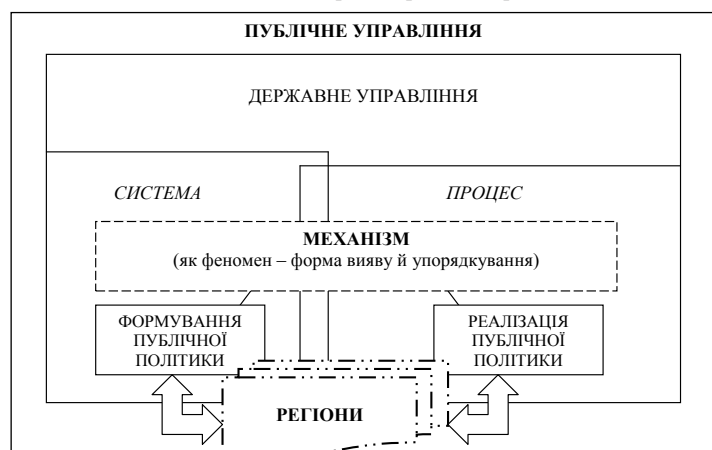 ПУБЛІЧНЕ УПРАВЛІННЯ
ДЕРЖАВНЕ УПРАВЛІННЯ
СИСТЕМА
ПРОЦЕС
МЕХАНІЗМ
(як феномен – форма вияву й упорядкування)
ФОРМУВАННЯ
ПУБЛІЧНОЇ
ПОЛІТИКИ
РЕАЛІЗАЦІЯ
ПУБЛІЧНОЇ
ПОЛІТИКИ
РЕГІОНИ